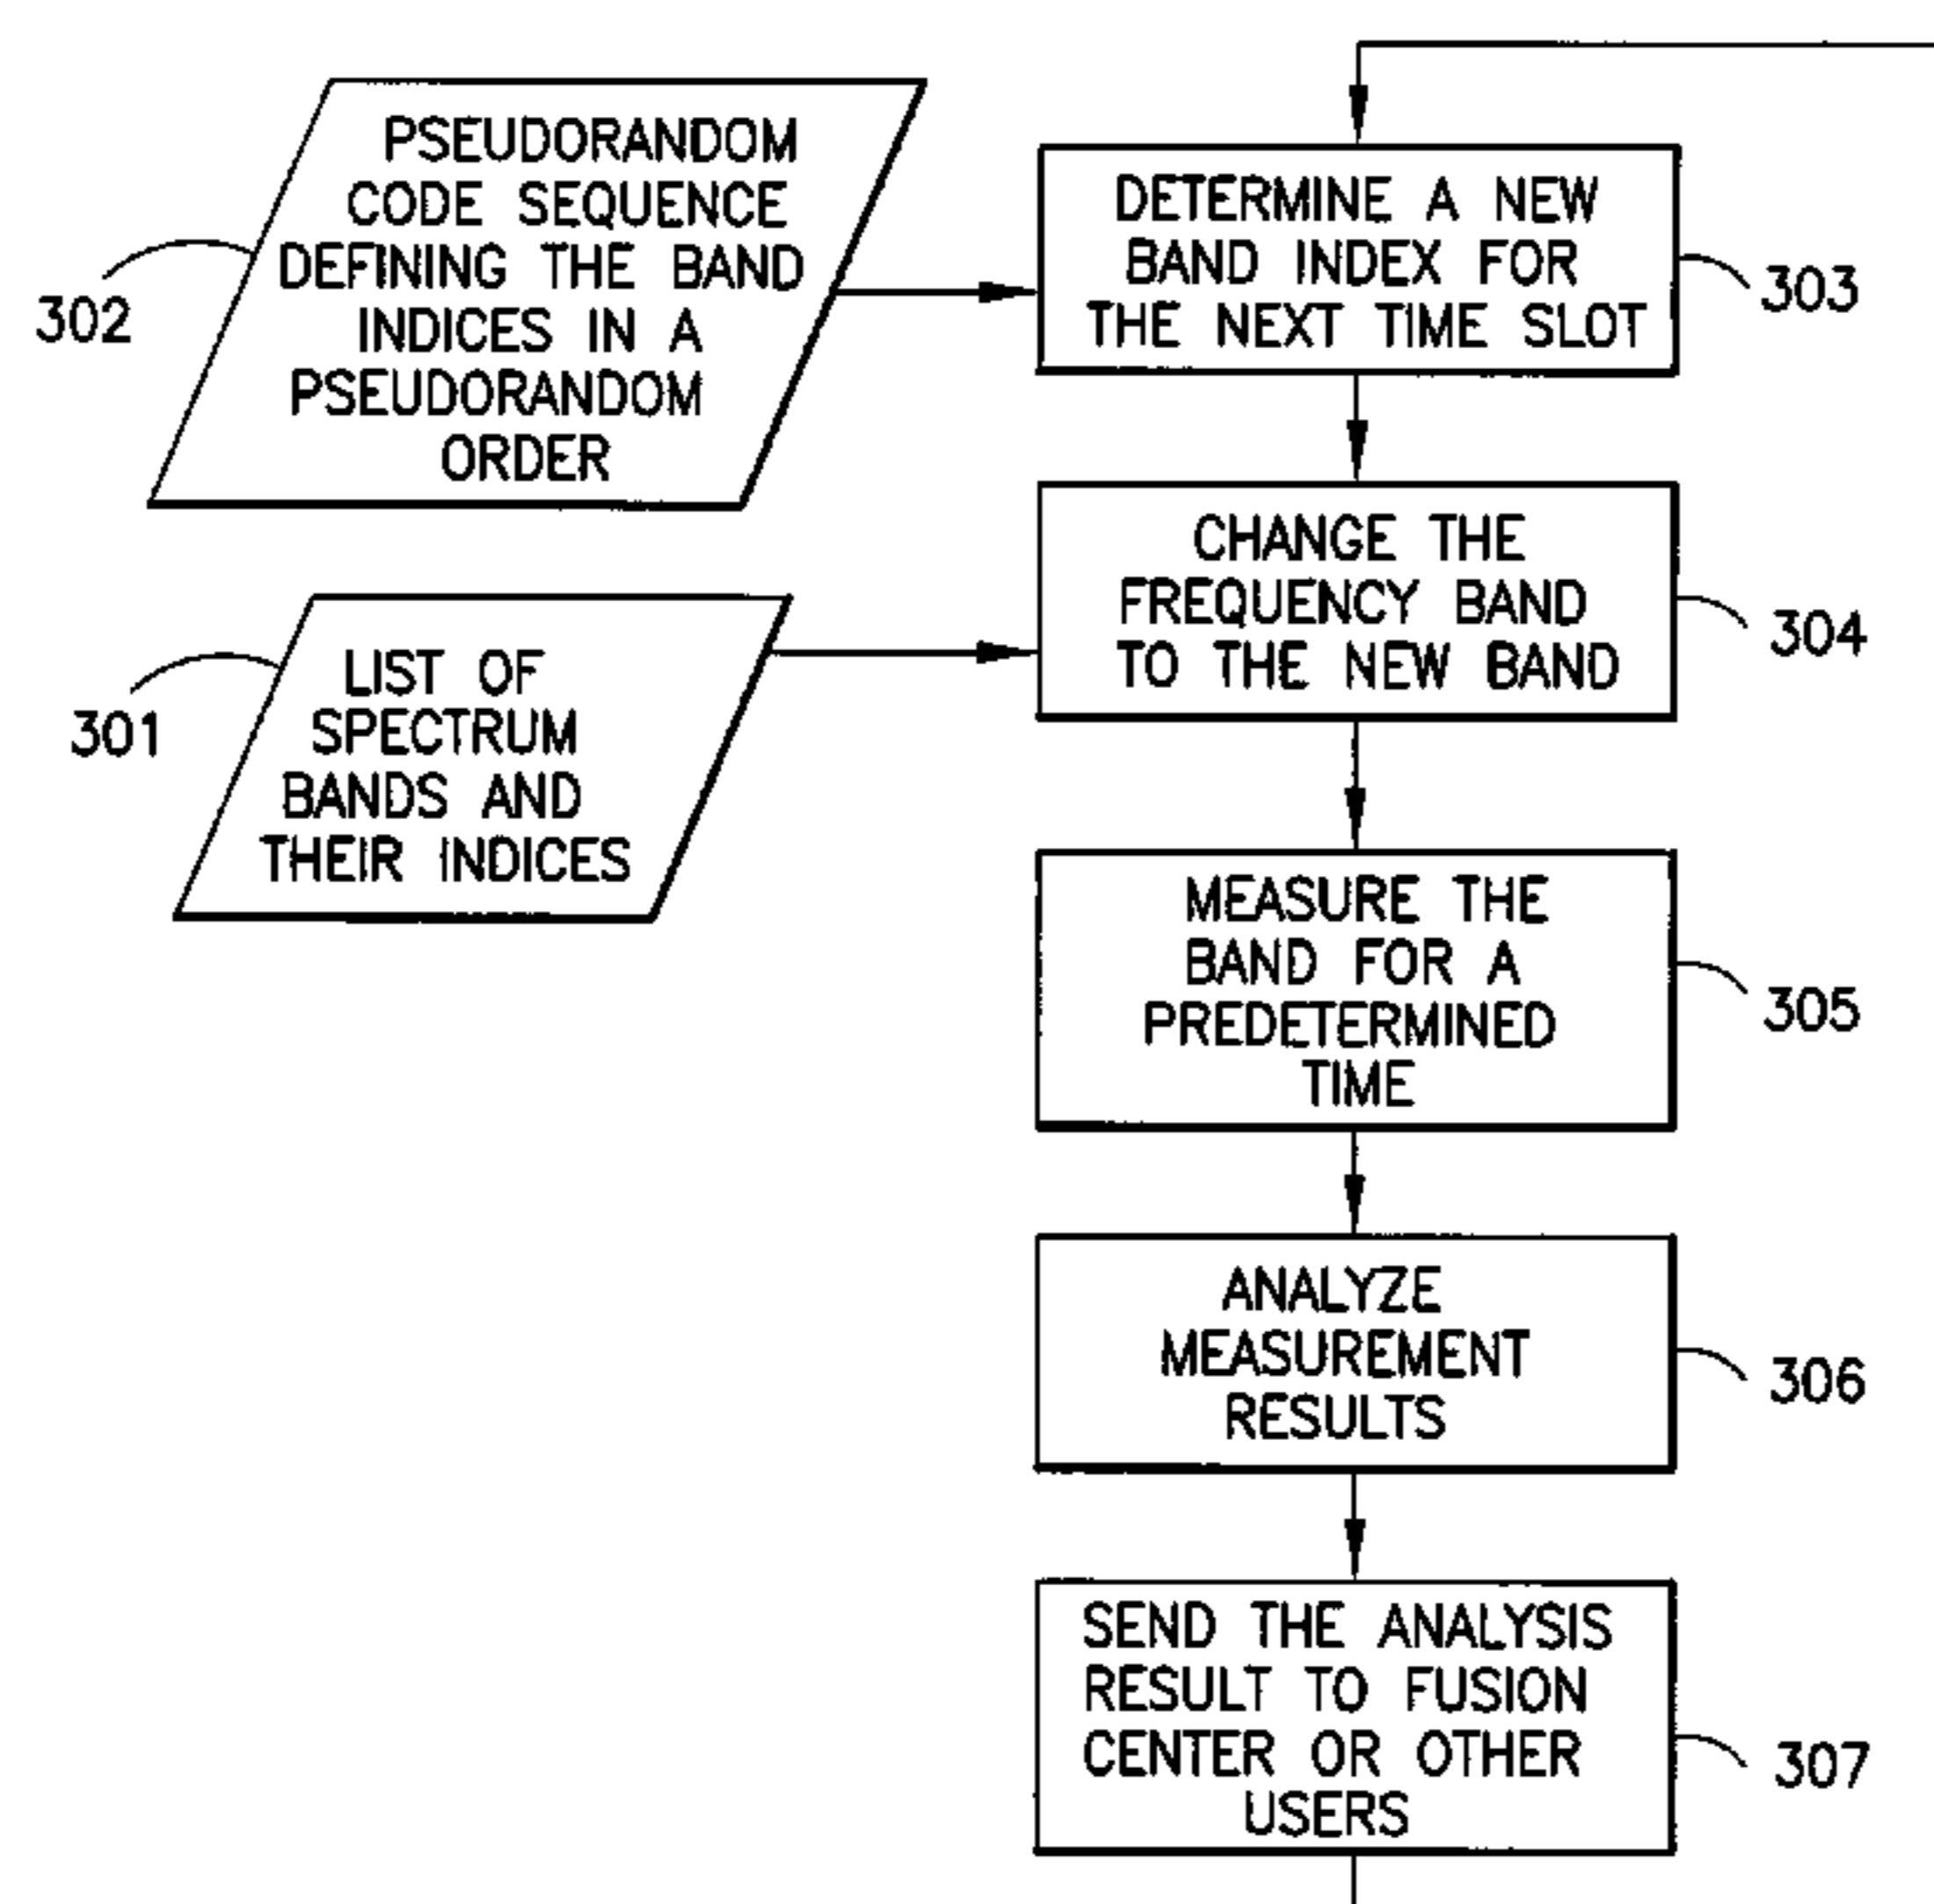 PSEUDORANDOM
CODE SEQUENCE
DEFINING THE BAND
INDICES IN A
PSEUDORANDOM
ORDER
302
DETERMINE A NEW
BAND INDEX FOR
THE NEXT TIME SLOT
303
CHANGE THE
FREQUENCY BAND
TO THE NEW BAND
304
LIST OF
SPECTRUM
BANDS AND
THEIR INDICES
301
MEASURE THE
BAND FOR A
PREDETERMINED
TIME
305
ANALYZE
MEASUREMENT
RESULTS
306
SEND THE ANALYSIS
RESULT TO FUSION
CENTER OR OTHER
USERS
307